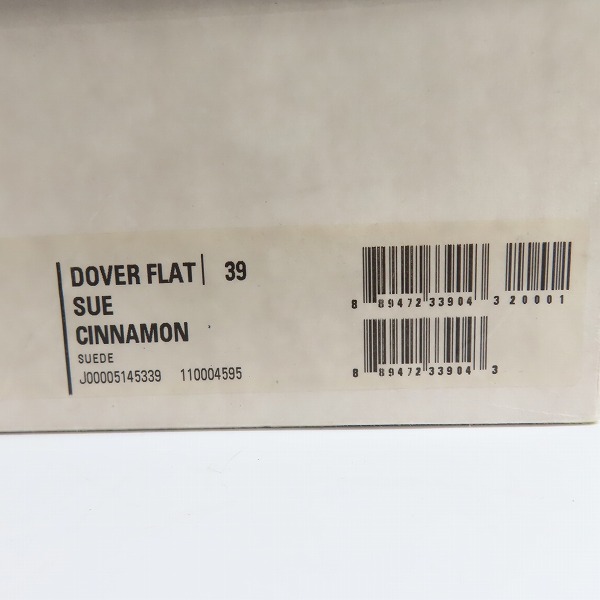 DOVER FLAT | 39
SUE
CINNAMON
SUEDE
J00005145339 110004595
8 89472 33904 3 20001
8 89472 33904 3